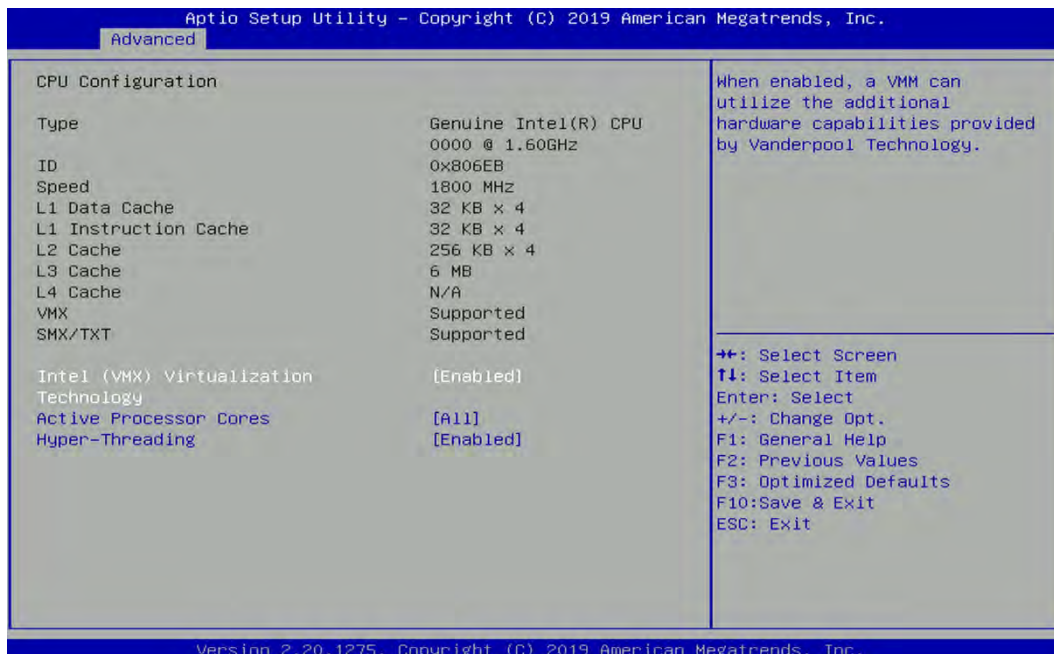 Aptio Setup Utility – Copyright (C) 2019 American Megatrends, Inc.
Advanced
CPU Configuration
Type Genuine Intel(R) CPU
0000 @ 1.60GHz
ID 0x806EB
Speed 1800 MHz
L1 Data Cache 32 KB x 4
L1 Instruction Cache 32 KB x 4
L2 Cache 256 KB x 4
L3 Cache 6 MB
L4 Cache N/A
VMX Supported
SMX/TXT Supported
Intel (VMX) Virtualization [Enabled]
Technology
Active Processor Cores [All]
Hyper-Threading [Enabled]
When enabled, a VMM can
utilize the additional
hardware capabilities provided
by Vanderpool Technology.
→←: Select Screen
↑↓: Select Item
Enter: Select
+/-: Change Opt.
F1: General Help
F2: Previous Values
F3: Optimized Defaults
F10:Save & Exit
ESC: Exit
Version 2.20.1275. Copyright (C) 2019 American Megatrends, Inc.